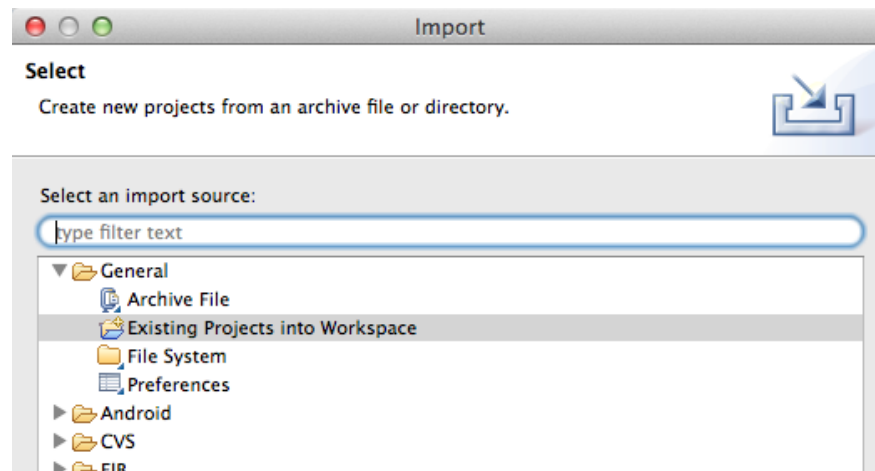 Import
Select
Create new projects from an archive file or directory.
Select an import source:
type filter text
General
Archive File
Existing Projects into Workspace
File System
Preferences
Android
CVS
EJB